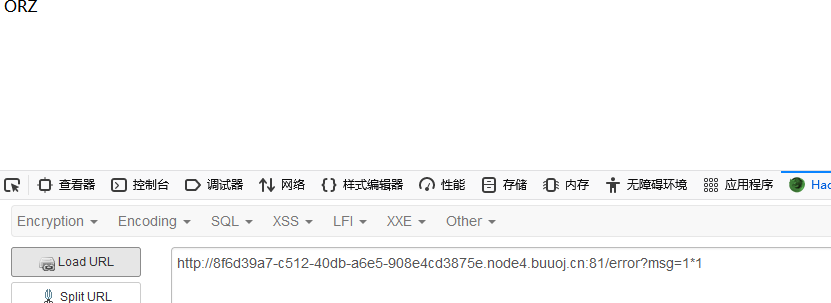 ORZ
查看器 控制台 调试器 网络 样式编辑器 性能 存储 内存 无障碍环境 应用程序 Hac
Encryption Encoding SQL XSS LFI XXE Other
Load URL
http://8f6d39a7-c512-40db-a6e5-908e4cd3875e.node4.buuoj.cn:81/error?msg=1*1
Split URL